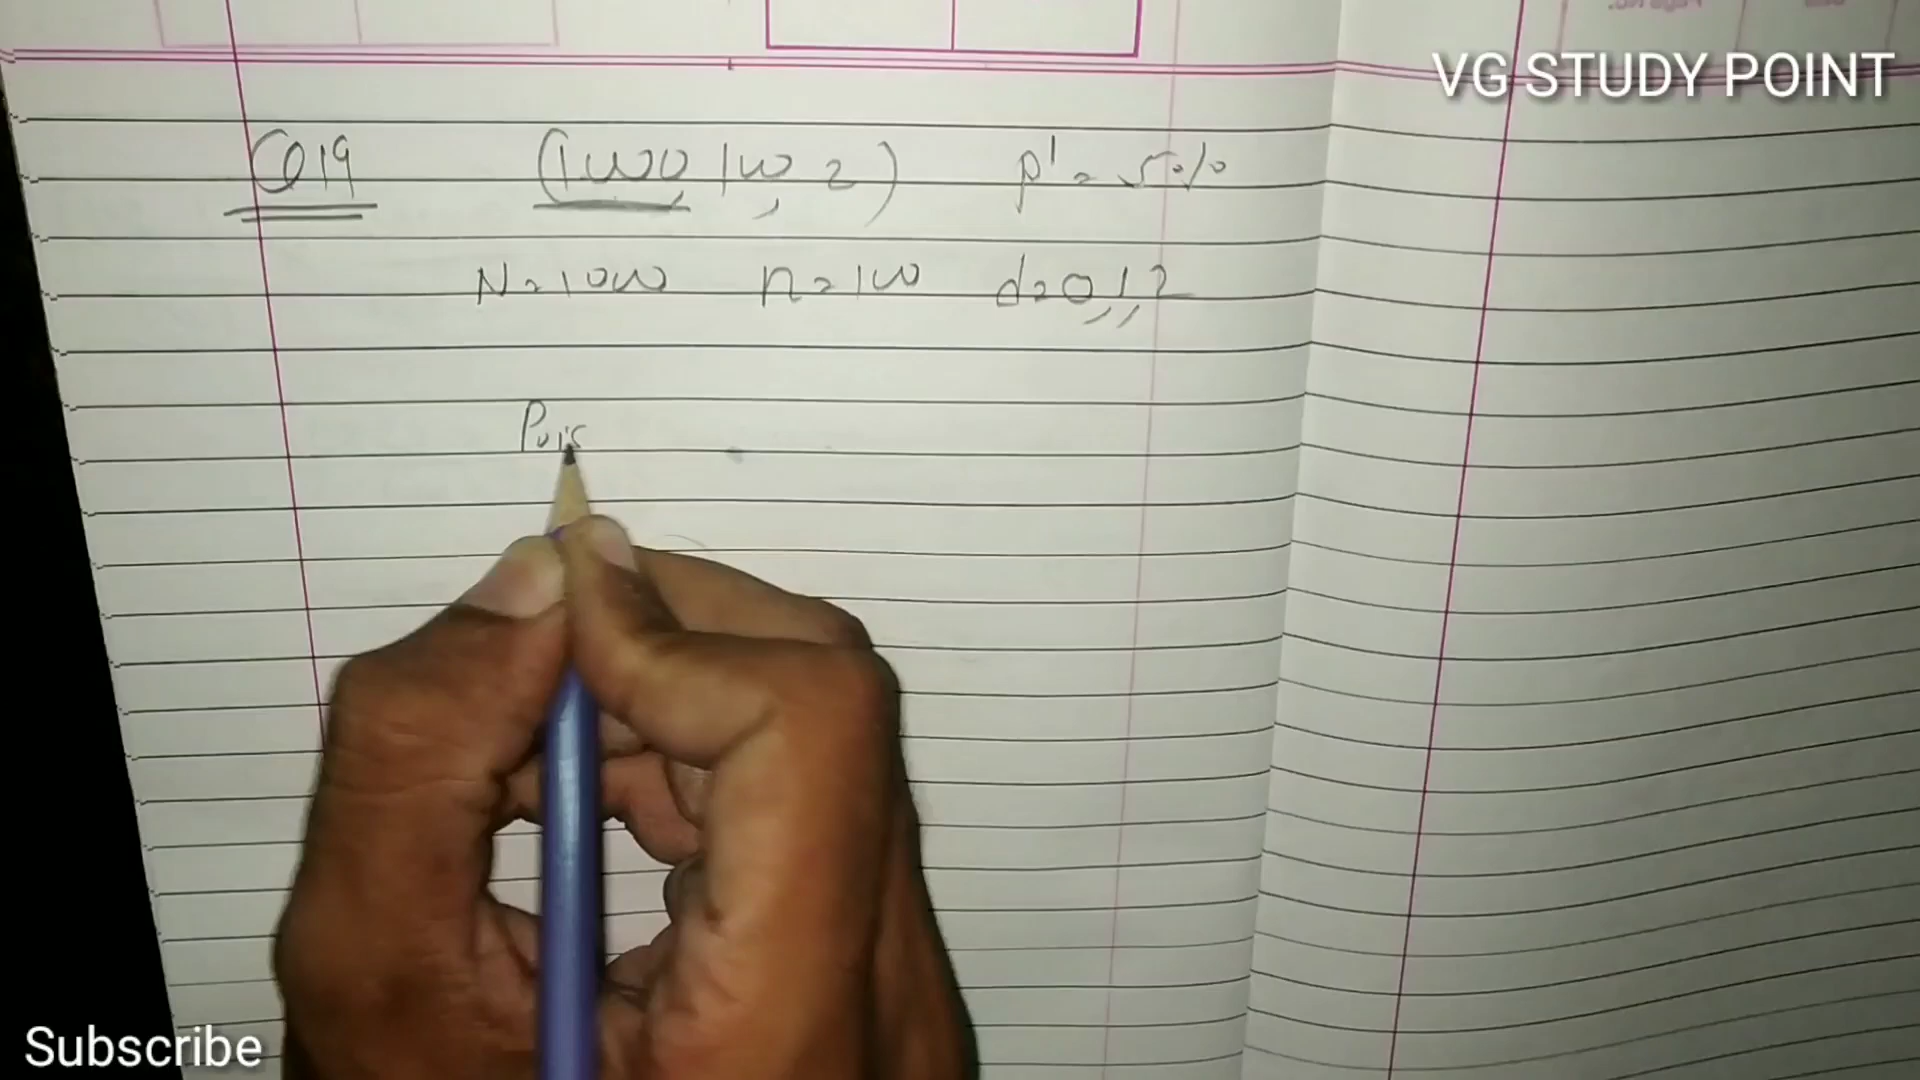 VG STUDY POINT
Q19 (1000, 100, 2) p' = 5%
N = 1000 n = 100 d = 0, 1, 2
Pois
Subscribe